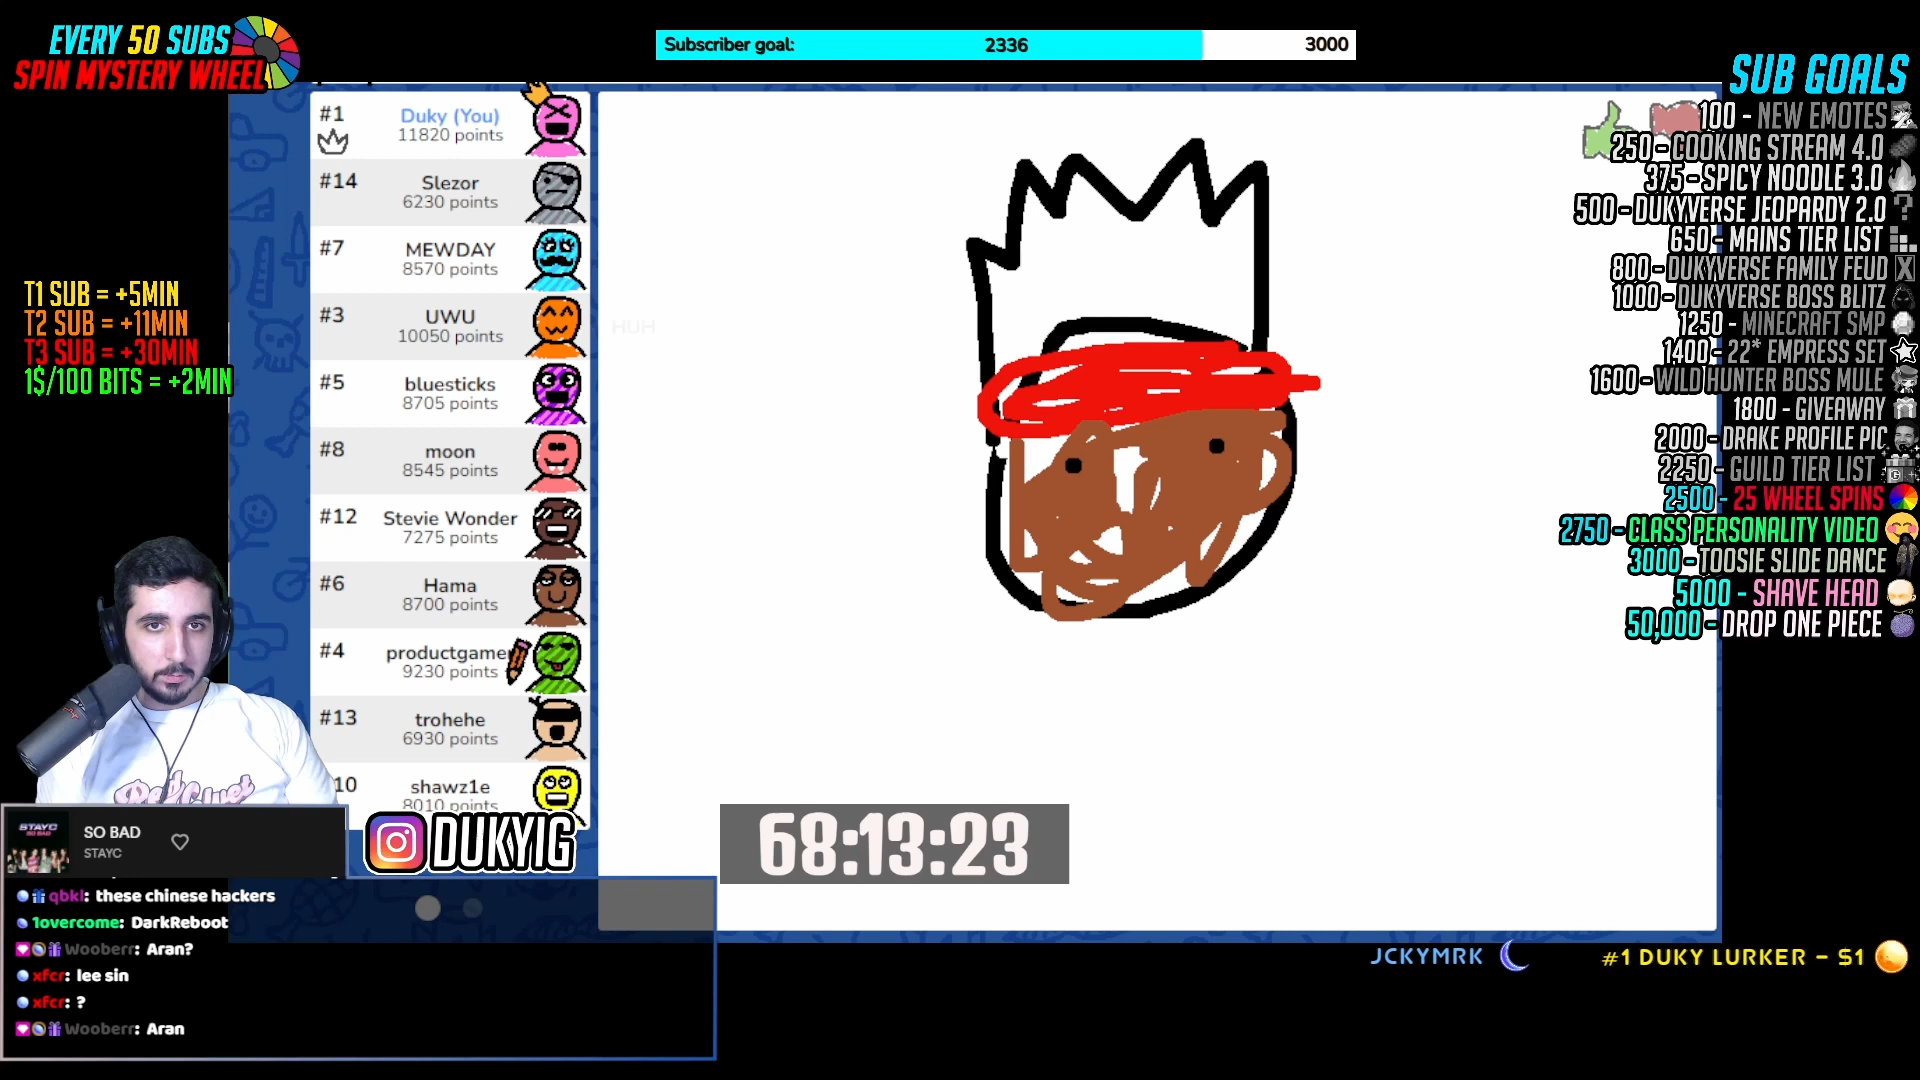 EVERY 50 SUBS
SPIN MYSTERY WHEEL
Subscriber goal: 2336 3000
SUB GOALS
100 - NEW EMOTES
250 - COOKING STREAM 4.0
375 - SPICY NOODLE 3.0
500 - DUKYVERSE JEOPARDY 2.0
650 - MAINS TIER LIST
800 - DUKYVERSE FAMILY FEUD
1000 - DUKYVERSE BOSS BLITZ
1250 - MINECRAFT SMP
1400 - 22* EMPRESS SET
1600 - WILD HUNTER BOSS MULE
1800 - GIVEAWAY
2000 - DRAKE PROFILE PIC
2250 - GUILD TIER LIST
2500 - 25 WHEEL SPINS
2750 - CLASS PERSONALITY VIDEO
3000 - TOOSIE SLIDE DANCE
5000 - SHAVE HEAD
50,000 - DROP ONE PIECE
T1 SUB = +5MIN
T2 SUB = +11MIN
T3 SUB = +30MIN
1$/100 BITS = +2MIN
#1 Duky (You)
11820 points
#14 Slezor
6230 points
#7 MEWDAY
8570 points
#3 UWU
10050 points
#5 bluesticks
8705 points
#8 moon
8545 points
#12 Stevie Wonder
7275 points
#6 Hama
8700 points
#4 productgamer
9230 points
#13 trohehe
6930 points
10 shawz1e
8010 points
HUH
68:13:23
DUKYIG
STAYC
SO BAD
STAYC
qbkl: these chinese hackers
1overcome: DarkReboot
Wooberr: Aran?
xfcr: lee sin
xfcr: ?
Wooberr: Aran
JCKYMRK
#1 DUKY LURKER - $1